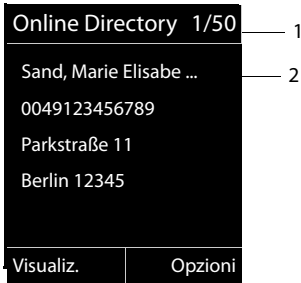 Online Directory 1/50
1
Sand, Marie Elisabe ...
2
0049123456789
Parkstraße 11
Berlin 12345
Visualiz. Opzioni